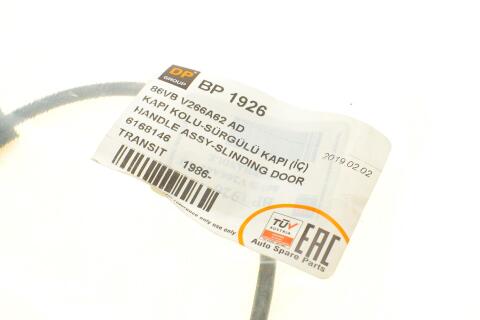 DP
GROUP
BP 1926
86VB V266A62 AD
KAPI KOLU-SÜRGÜLÜ KAPI (İÇ)
HANDLE ASSY-SLINDING DOOR
6168146
TRANSIT 1986-
2019.02.02
reference use only
TÜV
AUSTRIA
EAC
Auto Spare Parts